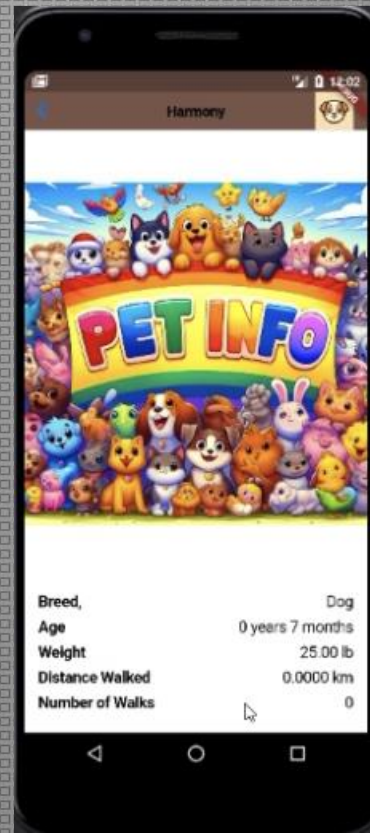 12:02
Harmony
PET INFO
Breed, Dog
Age 0 years 7 months
Weight 25.00 lb
Distance Walked 0.0000 km
Number of Walks 0